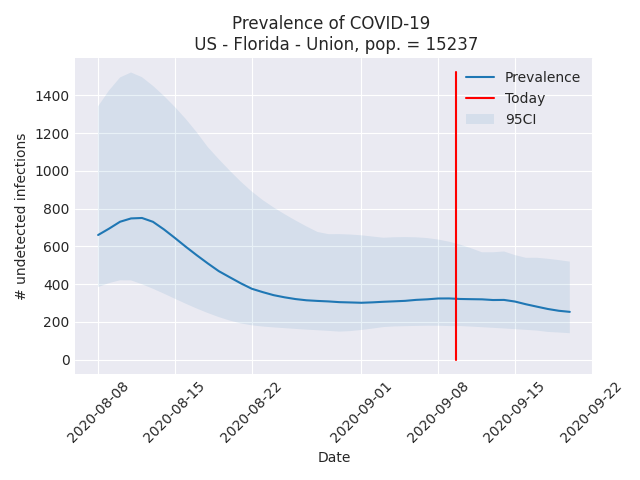 Prevalence of COVID-19
US - Florida - Union, pop. = 15237
Prevalence
Today
95CI
1400
1200
1000
800
600
400
200
0
# undetected infections
2020-08-08
2020-08-15
2020-08-22
2020-09-01
2020-09-08
2020-09-15
2020-09-22
Date